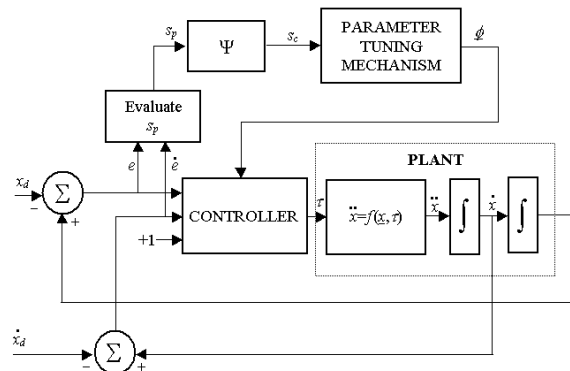 s_p
Ψ
s_c
PARAMETER
TUNING
MECHANISM
ϕ
Evaluate
s_p
e
ė
x_d
Σ
−
+
CONTROLLER
+1
PLANT
τ
ẍ=f(x, τ)
ẍ
∫
ẋ
∫
ẋ_d
−
Σ
+